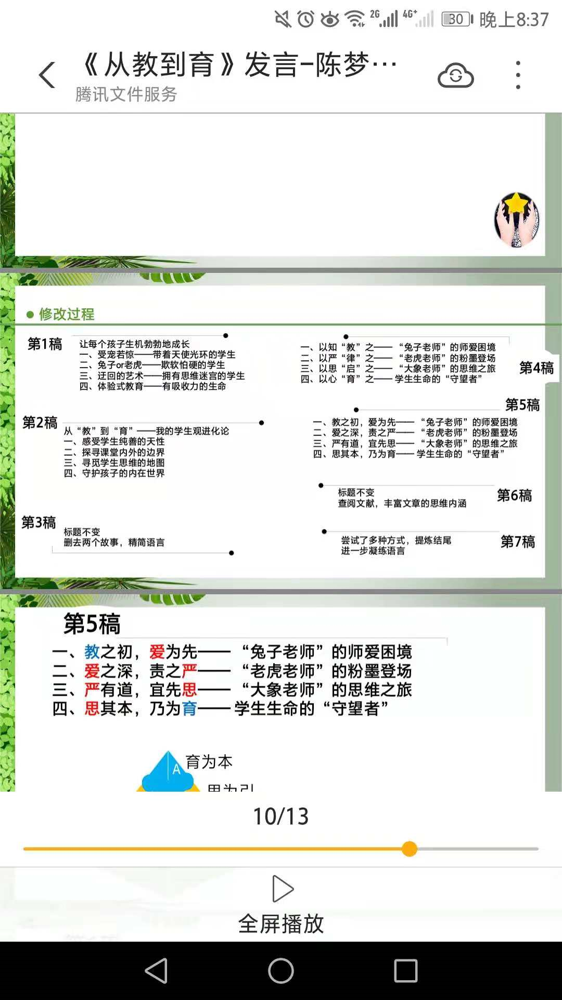 2G 4G+ 30 晚上8:37
《从教到育》发言-陈梦…
腾讯文件服务
修改过程
第1稿
让每个孩子生机勃勃地成长
一、受宠若惊——带着天使光环的学生
二、兔子or老虎——欺软怕硬的学生
三、迂回的艺术——拥有思维迷宫的学生
四、体验式教育——有吸收力的生命
第2稿
从“教”到“育”——我的学生观进化论
一、感受学生纯善的天性
二、探寻课堂内外的边界
三、寻觅学生思维的地图
四、守护孩子的内在世界
第3稿
标题不变
删去两个故事，精简语言
一、以知“教”之——“兔子老师”的师爱困境
二、以严“律”之——“老虎老师”的粉墨登场
三、以思“启”之——“大象老师”的思维之旅
四、以心“育”之——学生生命的“守望者”
第4稿
第5稿
一、教之初，爱为先——“兔子老师”的师爱困境
二、爱之深，责之严——“老虎老师”的粉墨登场
三、严有道，宜先思——“大象老师”的思维之旅
四、思其本，乃为育——学生生命的“守望者”
标题不变
查阅文献，丰富文章的思维内涵
第6稿
尝试了多种方式，提炼结尾
进一步凝练语言
第7稿
第5稿
一、教之初，爱为先——“兔子老师”的师爱困境
二、爱之深，责之严——“老虎老师”的粉墨登场
三、严有道，宜先思——“大象老师”的思维之旅
四、思其本，乃为育——学生生命的“守望者”
A 育为本
思为引
10/13
全屏播放